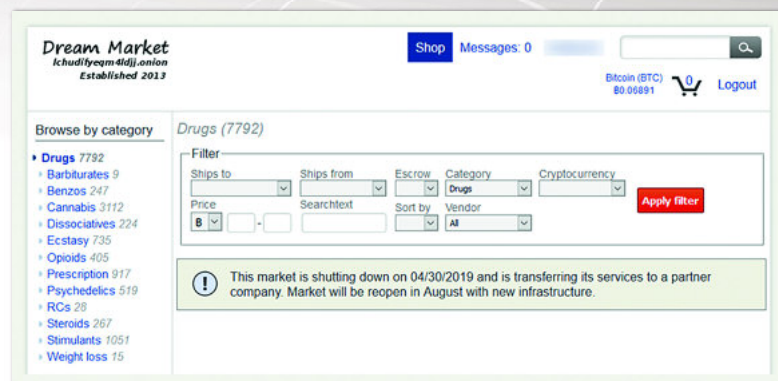 Dream Market
lchudifyeqm4ldjj.onion
Established 2013
Shop Messages: 0
Bitcoin (BTC)
฿0.06891
0
Logout
Browse by category
Drugs 7792
Barbiturates 9
Benzos 247
Cannabis 3112
Dissociatives 224
Ecstasy 735
Opioids 405
Prescription 917
Psychedelics 519
RCs 28
Steroids 267
Stimulants 1051
Weight loss 15
Drugs (7792)
Filter
Ships to Ships from Escrow Category Cryptocurrency
Drugs
Price Searchtext Sort by Vendor
B - All
Apply filter
! This market is shutting down on 04/30/2019 and is transferring its services to a partner
company. Market will be reopen in August with new infrastructure.